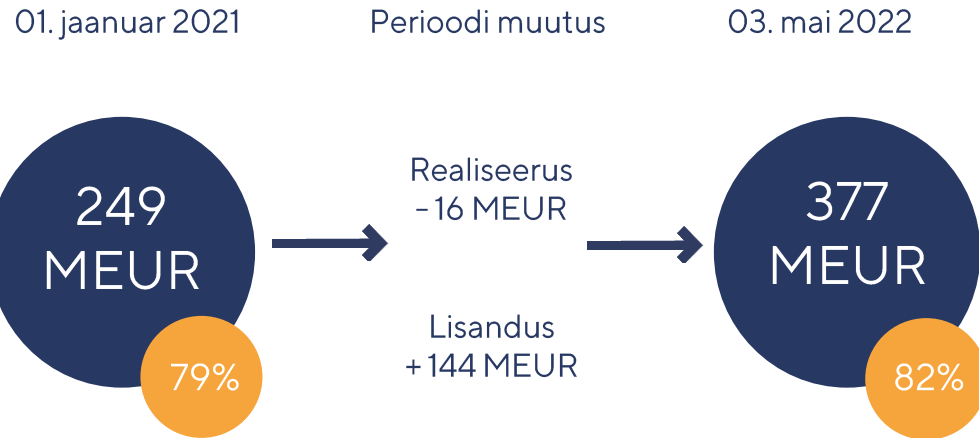 01. jaanuar 2021
Perioodi muutus
03. mai 2022
249
MEUR
79%
Realiseerus
- 16 MEUR
Lisandus
+ 144 MEUR
377
MEUR
82%